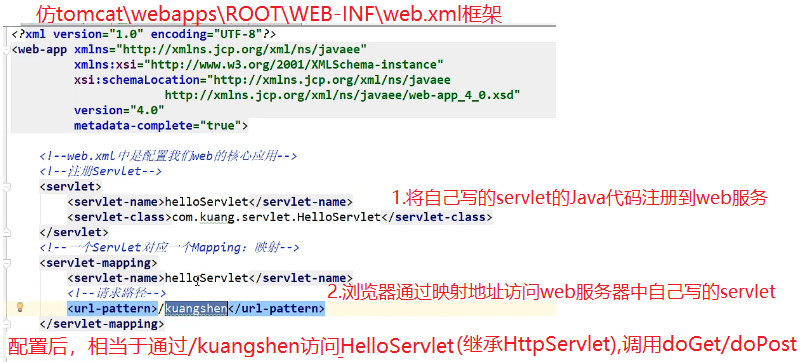 仿tomcat\webapps\ROOT\WEB-INF\web.xml框架
<?xml version="1.0" encoding="UTF-8"?>
<web-app xmlns="http://xmlns.jcp.org/xml/ns/javaee"
xmlns:xsi="http://www.w3.org/2001/XMLSchema-instance"
xsi:schemaLocation="http://xmlns.jcp.org/xml/ns/javaee
http://xmlns.jcp.org/xml/ns/javaee/web-app_4_0.xsd"
version="4.0"
metadata-complete="true">
<!--web.xml中是配置我们web的核心应用-->
<!--注册Servlet-->
<servlet>
<servlet-name>helloServlet</servlet-name>
1.将自己写的servlet的Java代码注册到web服务
<servlet-class>com.kuang.servlet.HelloServlet</servlet-class>
</servlet>
<!--一个Servlet对应一个Mapping：映射-->
<servlet-mapping>
<servlet-name>helloServlet</servlet-name>
<!--请求路径-->
2.浏览器通过映射地址访问web服务器中自己写的servlet
<url-pattern>/kuangshen</url-pattern>
</servlet-mapping>
配置后，相当于通过/kuangshen访问HelloServlet(继承HttpServlet),调用doGet/doPost